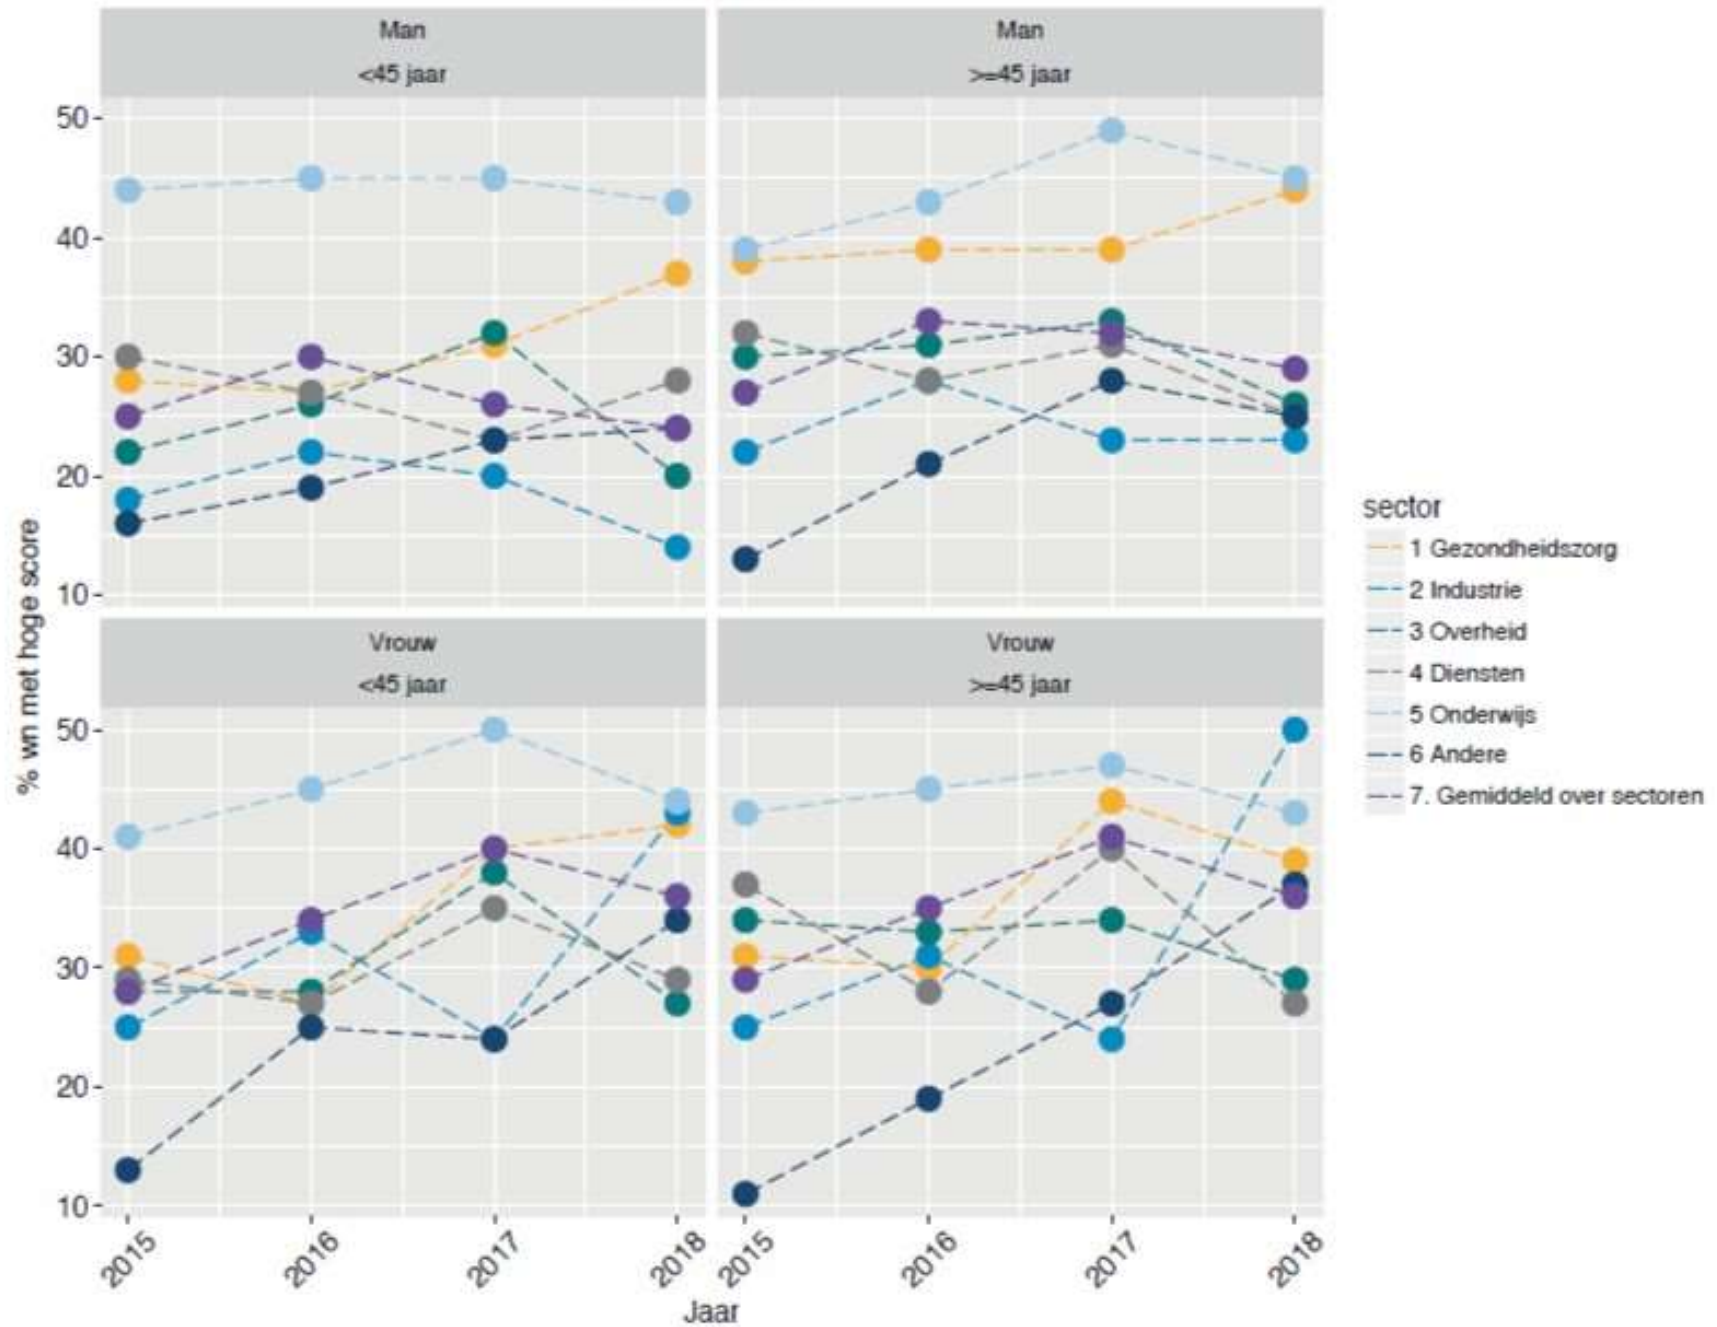 Man
<45 jaar
Man
>=45 jaar
50
40
30
20
10
% wn met hoge score
Vrouw
<45 jaar
Vrouw
>=45 jaar
50
40
30
20
10
2015
2016
2017
2018
2015
2016
2017
2018
Jaar
sector
1 Gezondheidszorg
2 Industrie
3 Overheid
4 Diensten
5 Onderwijs
6 Andere
7. Gemiddeld over sectoren